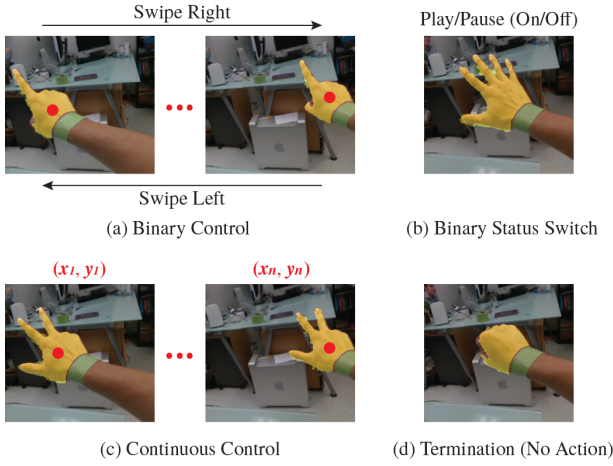 Swipe Right
Play/Pause (On/Off)
Swipe Left
(a) Binary Control
(b) Binary Status Switch
(x1, y1)
(xn, yn)
(c) Continuous Control
(d) Termination (No Action)